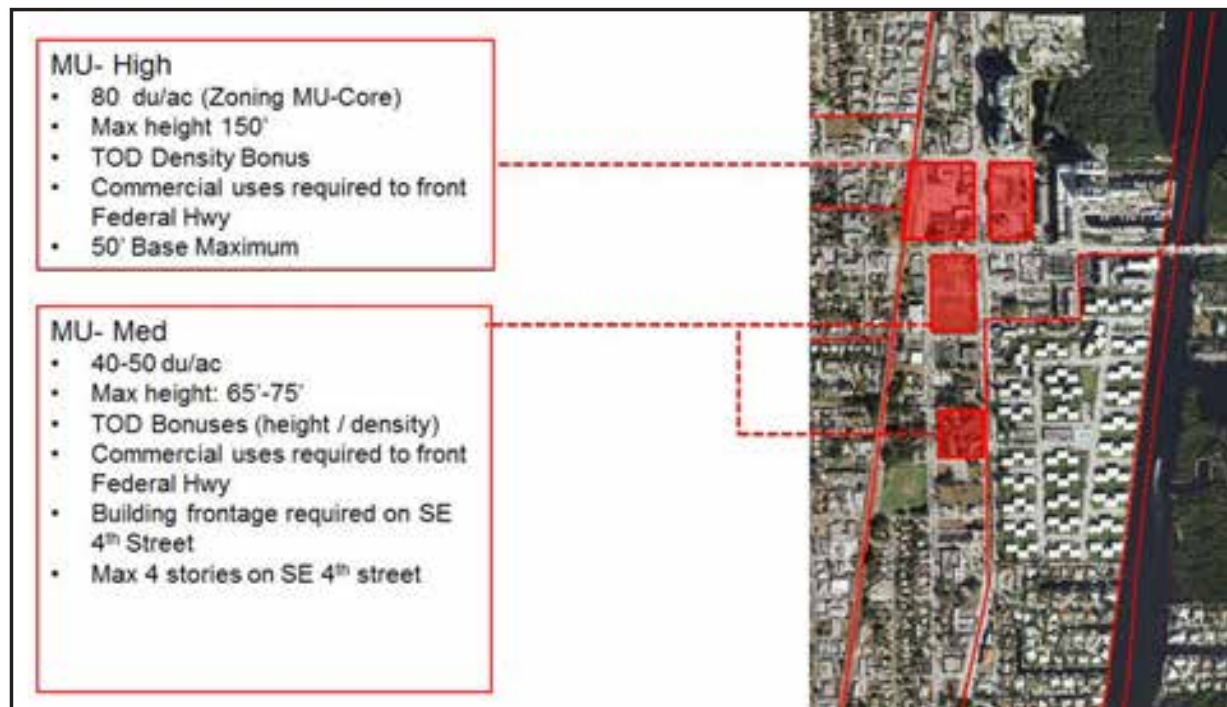 MU- High
• 80 du/ac (Zoning MU-Core)
• Max height 150'
• TOD Density Bonus
• Commercial uses required to front
Federal Hwy
• 50' Base Maximum
MU- Med
• 40-50 du/ac
• Max height: 65'-75'
• TOD Bonuses (height / density)
• Commercial uses required to front
Federal Hwy
• Building frontage required on SE
4th Street
• Max 4 stories on SE 4th street